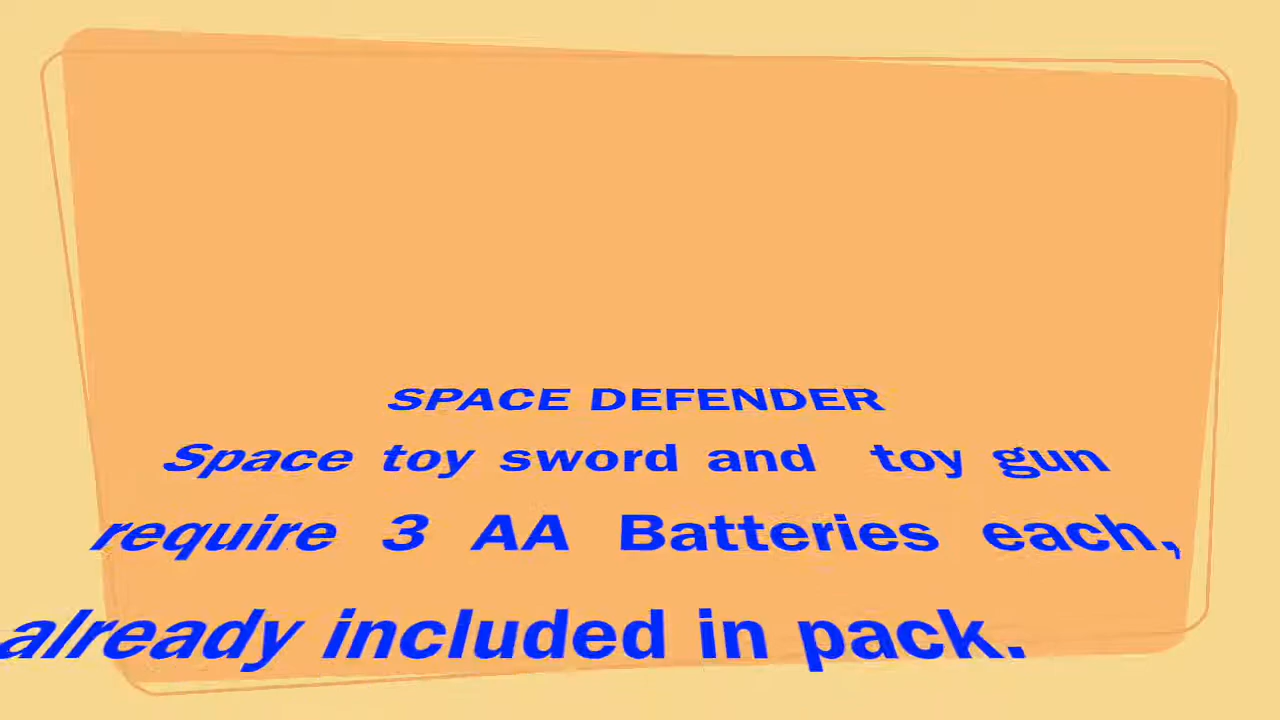 SPACE DEFENDER
Space toy sword and toy gun
require 3 AA Batteries each,
already included in pack.